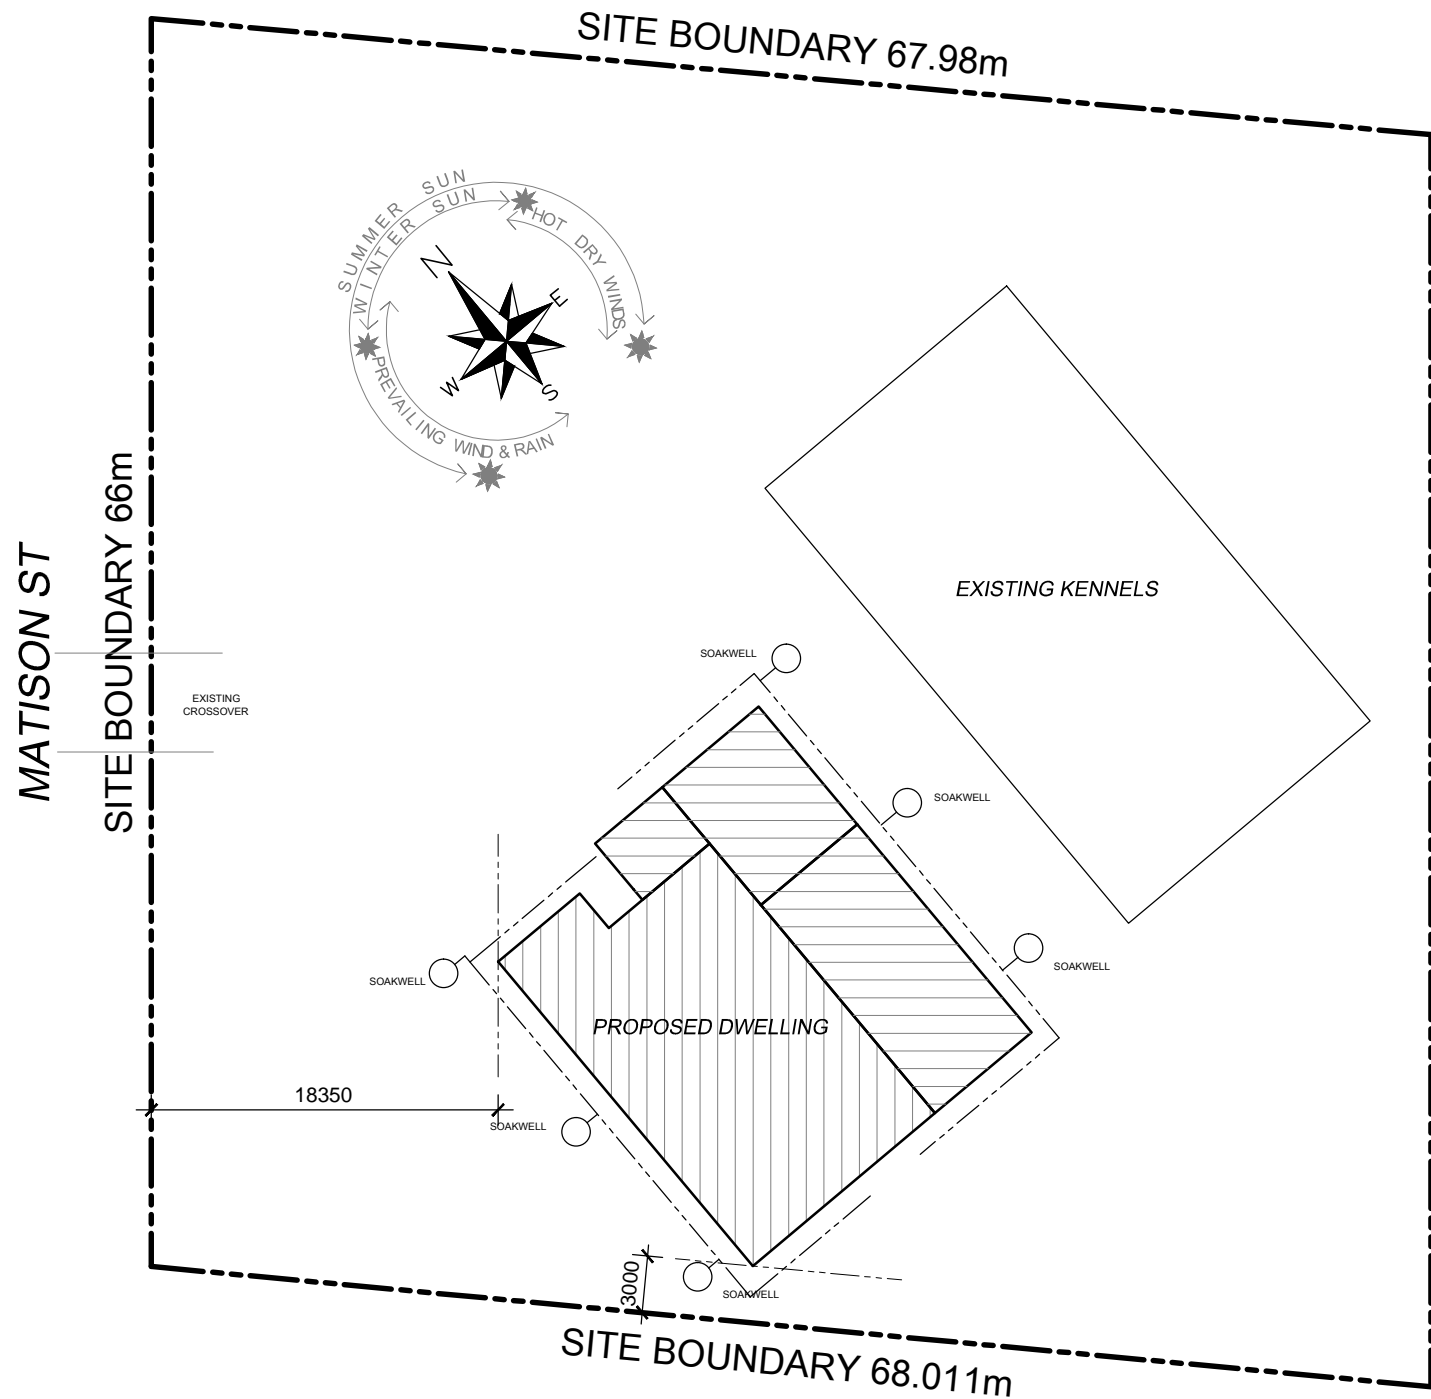 SITE BOUNDARY 67.98m
SUMMER SUN
WINTER SUN
HOT DRY WINDS
N
E
W
S
PREVAILING WIND & RAIN
MATISON ST
SITE BOUNDARY 66m
EXISTING
CROSSOVER
EXISTING KENNELS
SOAKWELL
SOAKWELL
SOAKWELL
SOAKWELL
PROPOSED DWELLING
18350
SOAKWELL
3000
SOAKWELL
SITE BOUNDARY 68.011m